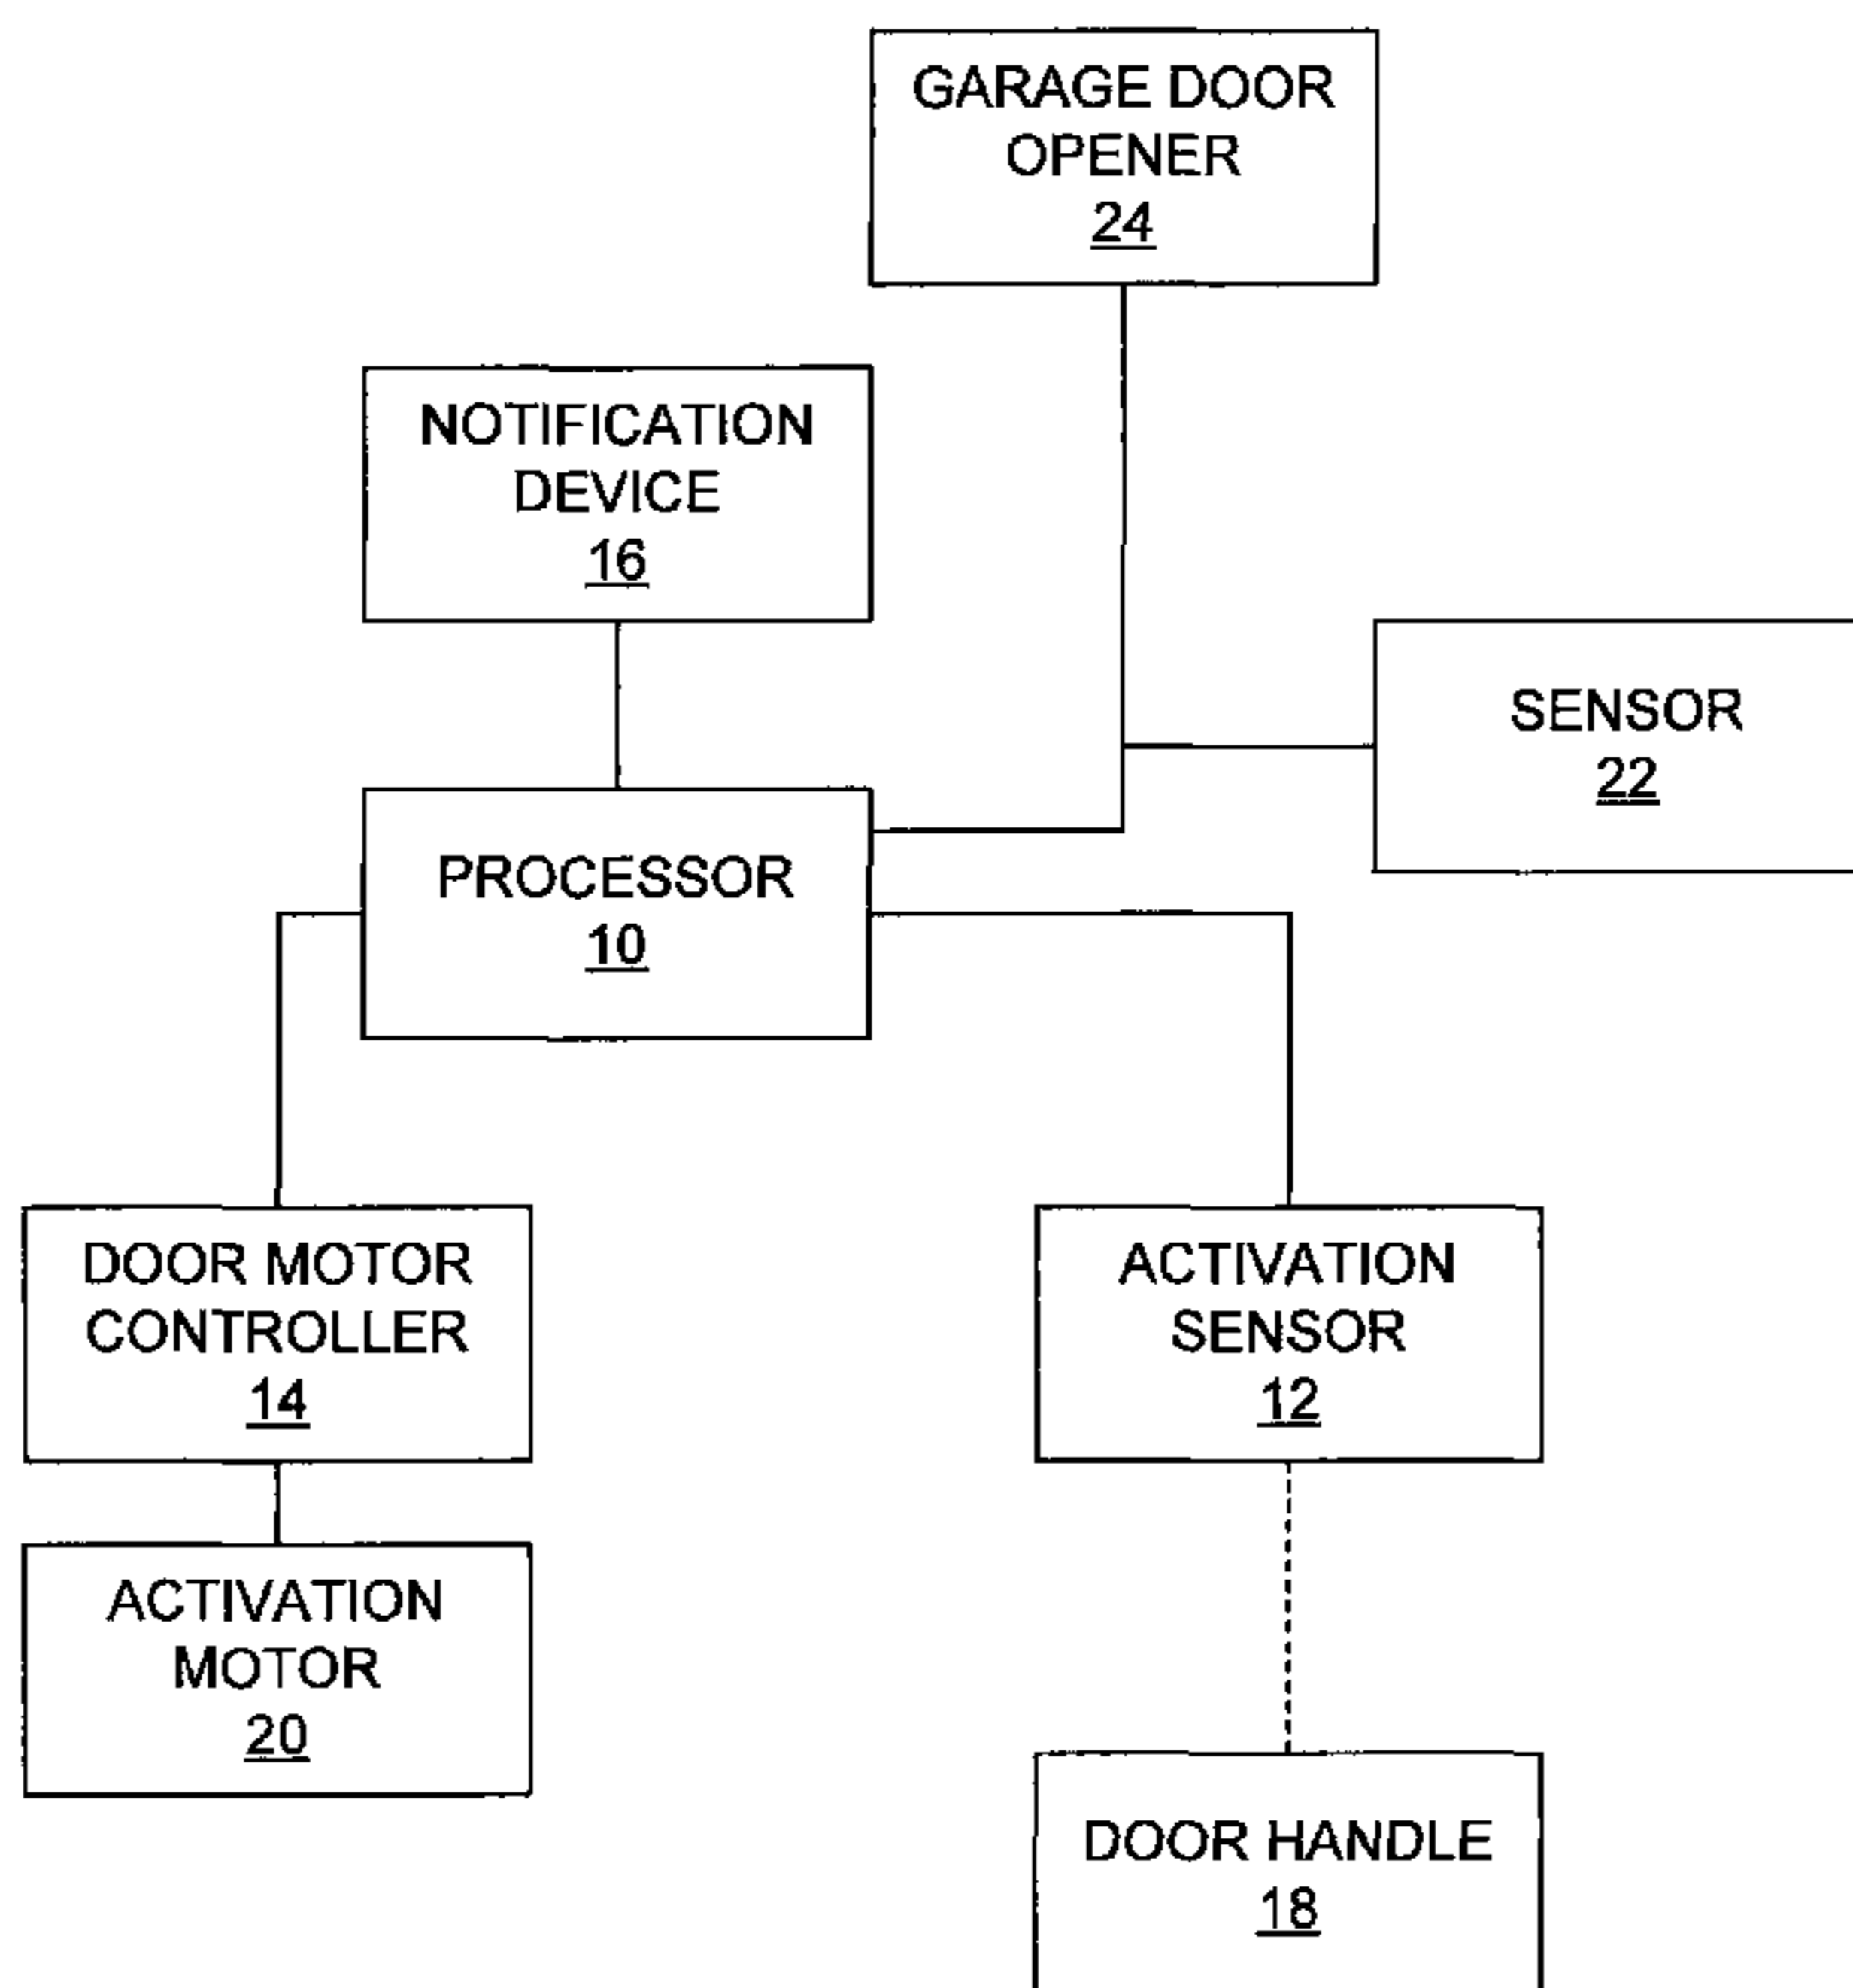 GARAGE DOOR
OPENER
24
NOTIFICATION
DEVICE
16
SENSOR
22
PROCESSOR
10
DOOR MOTOR
CONTROLLER
14
ACTIVATION
SENSOR
12
ACTIVATION
MOTOR
20
DOOR HANDLE
18